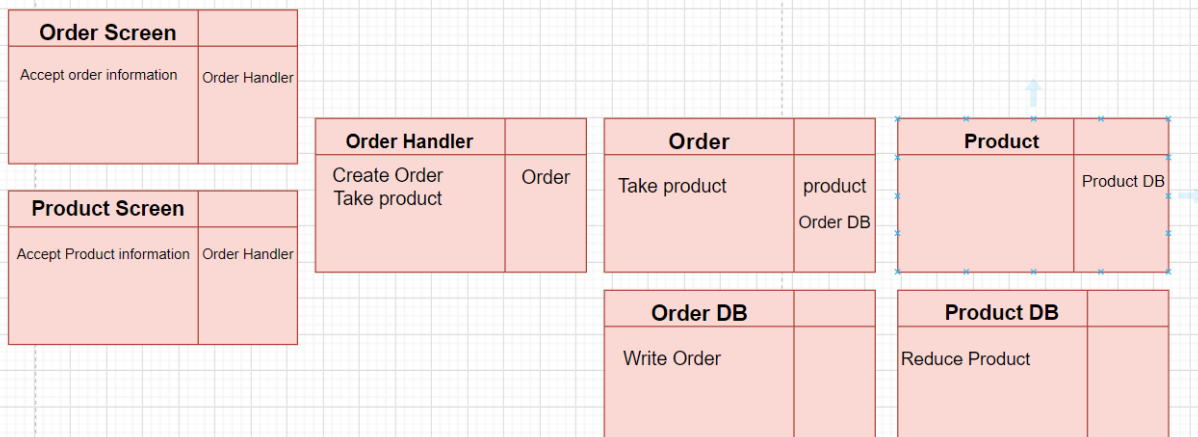 Order Screen
Accept order information
Order Handler
Product Screen
Accept Product information
Order Handler
Order Handler
Create Order
Take product
Order
Order
Take product
product
Order DB
Product
Product DB
Order DB
Write Order
Product DB
Reduce Product